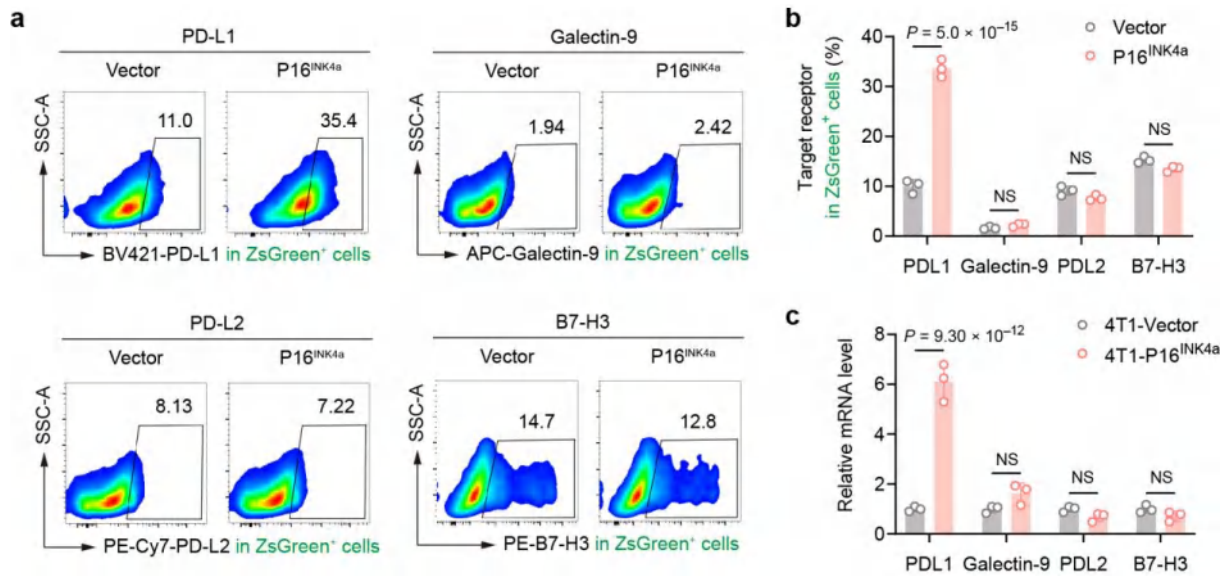 a
PD-L1
Vector P16INK4a
SSC-A
11.0 35.4
BV421-PD-L1 in ZsGreen+ cells
Galectin-9
Vector P16INK4a
SSC-A
1.94 2.42
APC-Galectin-9 in ZsGreen+ cells
PD-L2
Vector P16INK4a
SSC-A
8.13 7.22
PE-Cy7-PD-L2 in ZsGreen+ cells
B7-H3
Vector P16INK4a
SSC-A
14.7 12.8
PE-B7-H3 in ZsGreen+ cells
b
Vector
P16INK4a
P = 5.0 × 10−15
Target receptor
in ZsGreen+ cells (%)
40
30
20
10
0
NS NS NS
PDL1 Galectin-9 PDL2 B7-H3
c
4T1-Vector
4T1-P16INK4a
P = 9.30 × 10−12
Relative mRNA level
8
6
4
2
0
NS NS NS
PDL1 Galectin-9 PDL2 B7-H3